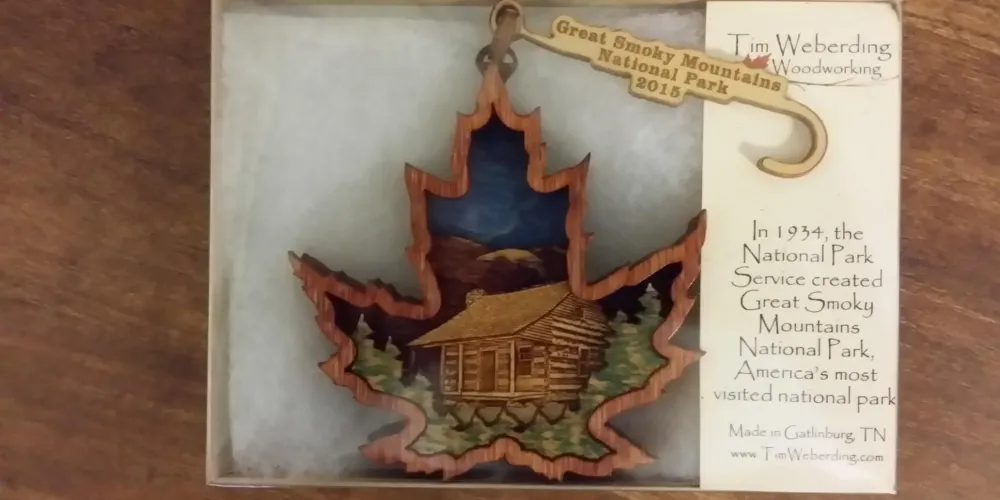 Great Smoky Mountains
National Park
2015
Tim Weberding
Woodworking
In 1934, the
National Park
Service created
Great Smoky
Mountains
National Park,
America's most
visited national park
Made in Gatlinburg, TN
www.TimWeberding.com